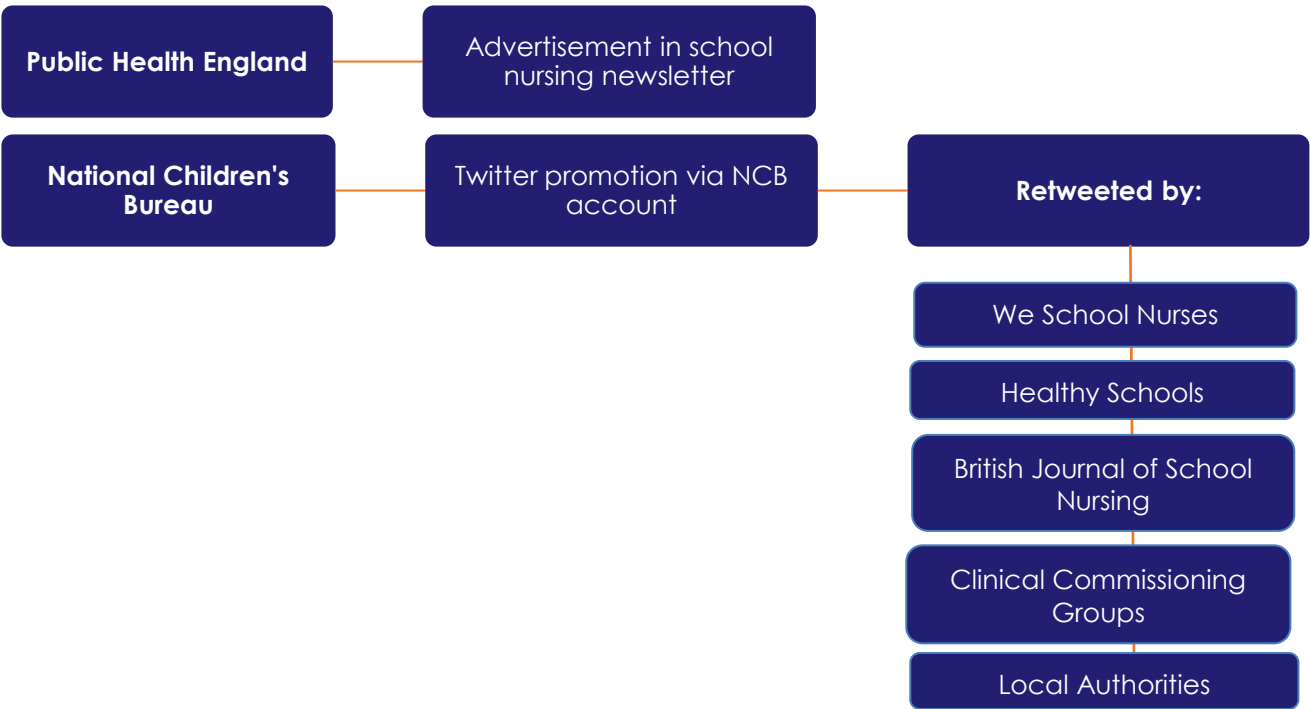 Public Health England
Advertisement in school
nursing newsletter
National Children's
Bureau
Twitter promotion via NCB
account
Retweeted by:
We School Nurses
Healthy Schools
British Journal of School
Nursing
Clinical Commissioning
Groups
Local Authorities